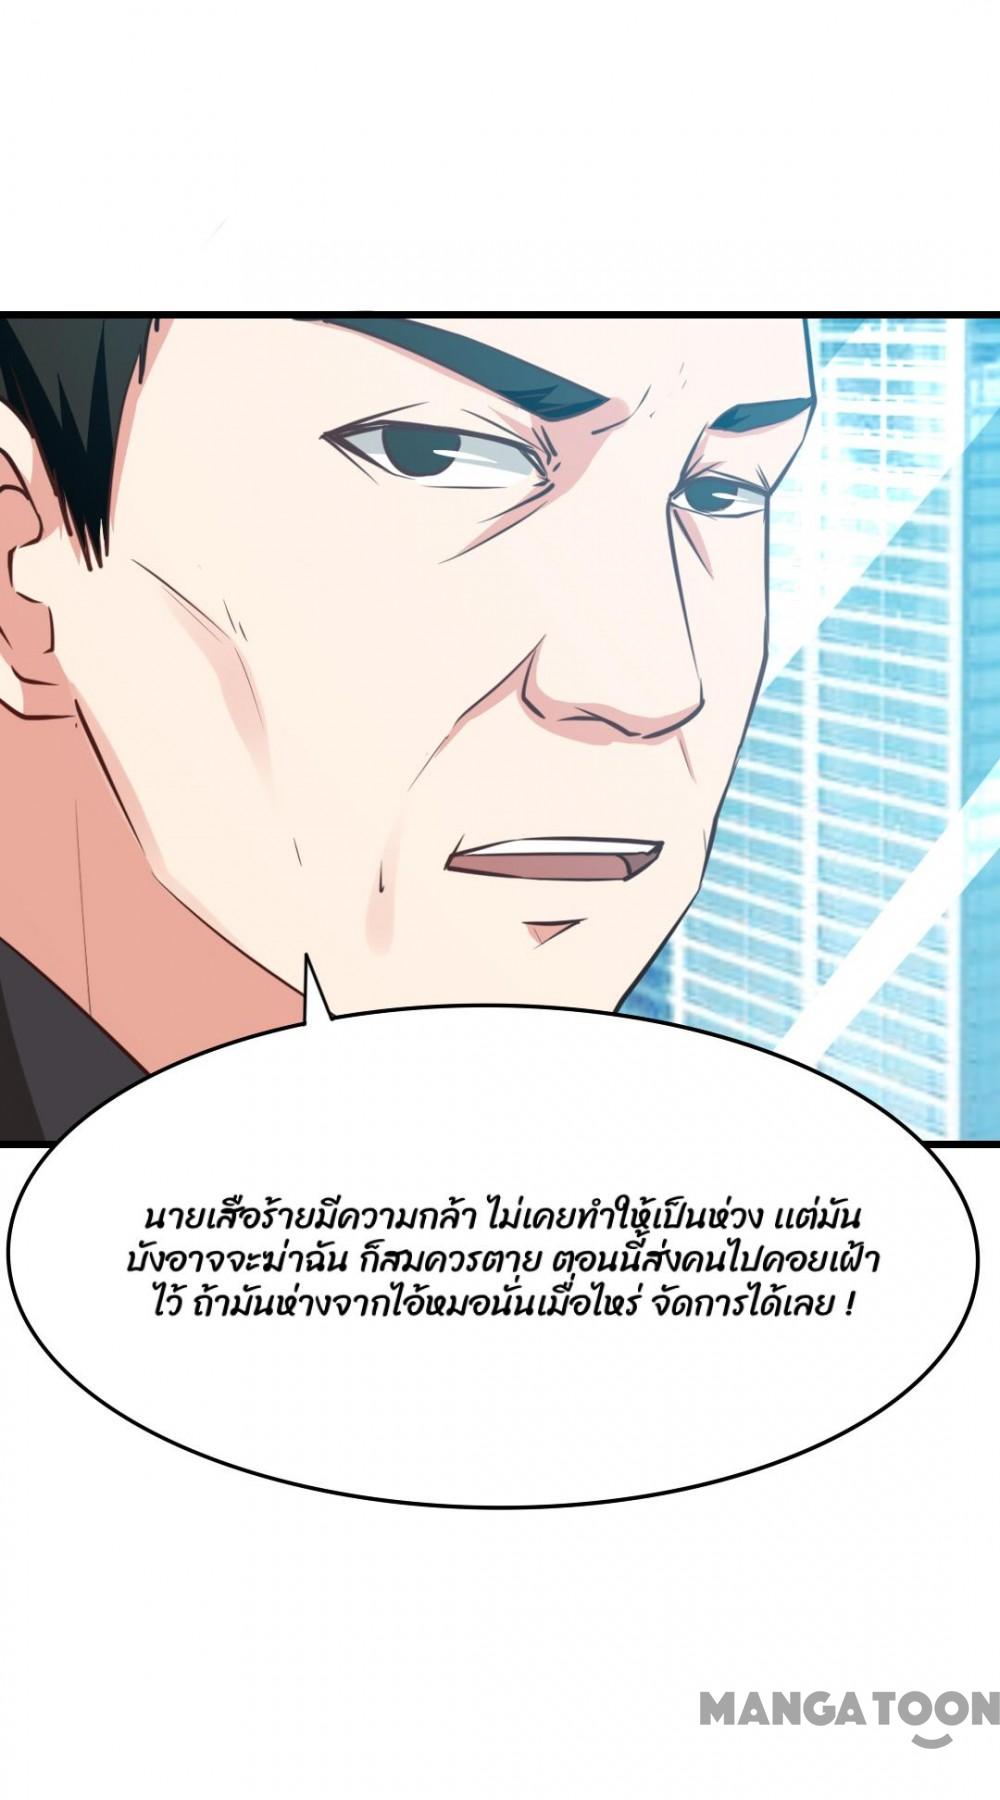 นายเสือร้ายมีความกล้า ไม่เคยทำให้เป็นห่วง แต่มัน
บังอาจจะฆ่าฉัน ก็สมควรตาย ตอนนี้ส่งคนไปคอยเฝ้า
ไว้ ถ้ามันห่างจากไอ้หมอนั่นเมื่อไหร่ จัดการได้เลย !
MANGATOON